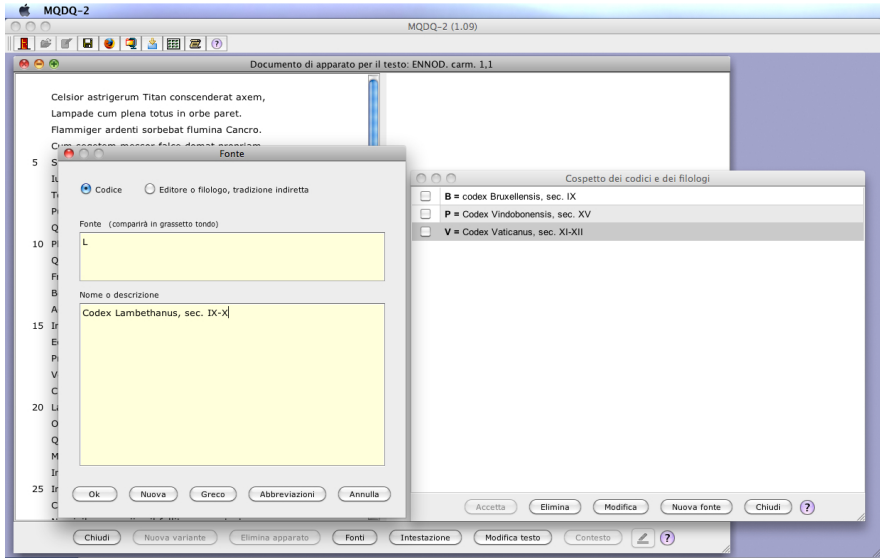 MQDQ-2
MQDQ-2 (1.09)
Documento di apparato per il testo: ENNOD. carm. 1,1
Celsior astrigerum Titan conscenderat axem,
Lampade cum plena totus in orbe paret.
Flammiger ardenti sorbebat flumina Cancro.
5
10
15
20
25
Fonte
Codice
Editore o filologo, tradizione indiretta
Fonte (comparirà in grassetto tondo)
L
Nome o descrizione
Codex Lambethanus, sec. IX-X
Ok Nuova Greco Abbreviazioni Annulla
Cospetto dei codici e dei filologi
B = codex Bruxellensis, sec. IX
P = Codex Vindobonensis, sec. XV
V = Codex Vaticanus, sec. XI-XII
Accetta Elimina Modifica Nuova fonte Chiudi ?
Chiudi Nuova variante Elimina apparato Fonti Intestazione Modifica testo Contesto ?